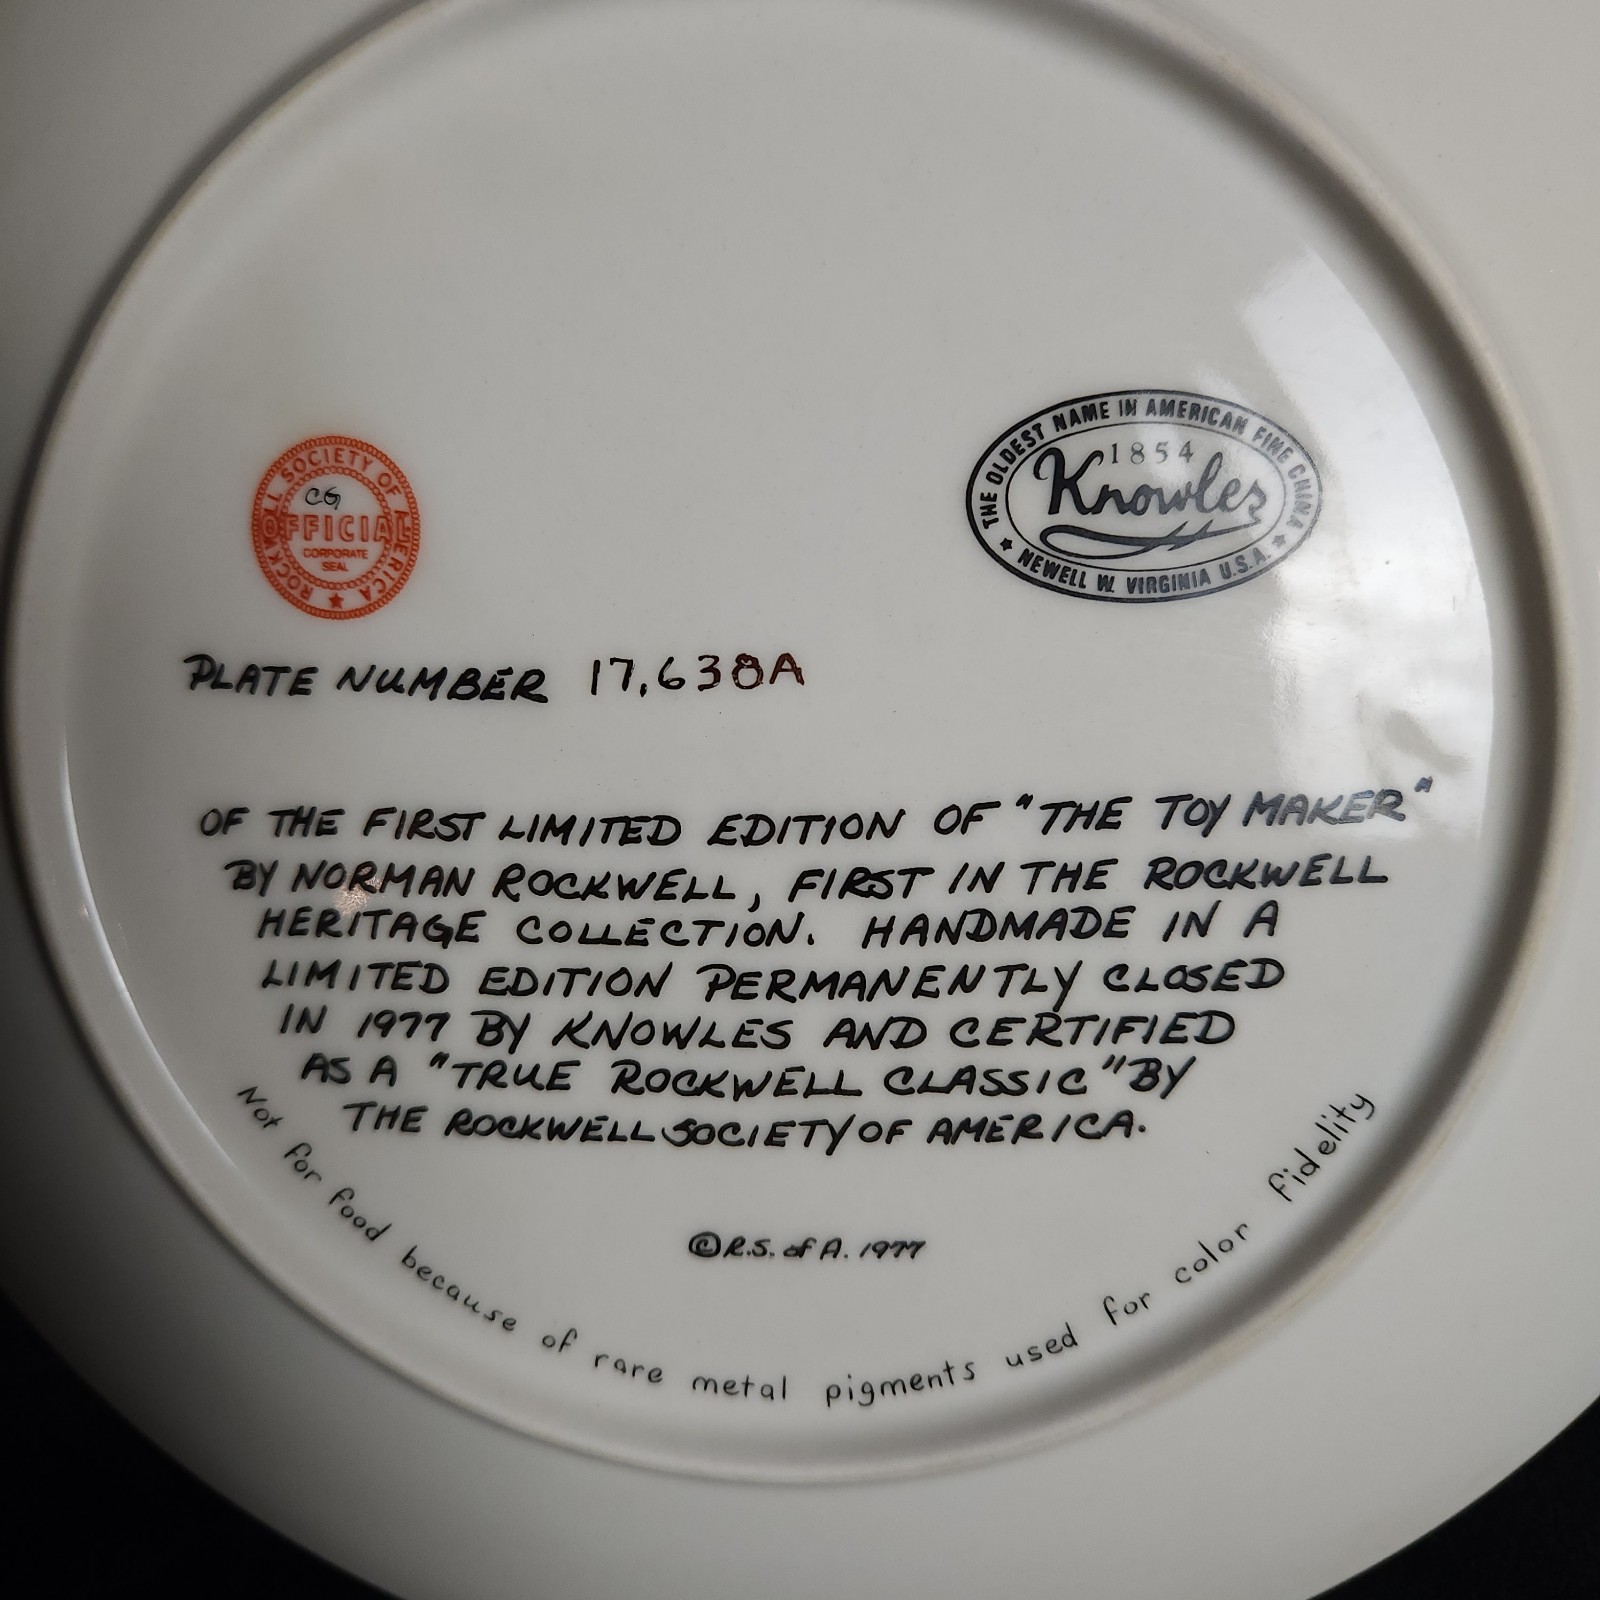 ROCKWELL SOCIETY OF AMERICA ★
CG
OFFICIAL
CORPORATE
SEAL
THE OLDEST NAME IN AMERICAN FINE CHINA
1854
Knowles
★ NEWELL W. VIRGINIA U.S.A. ★
PLATE NUMBER 17,638A
OF THE FIRST LIMITED EDITION OF "THE TOY MAKER"
BY NORMAN ROCKWELL, FIRST IN THE ROCKWELL
HERITAGE COLLECTION. HANDMADE IN A
LIMITED EDITION PERMANENTLY CLOSED
IN 1977 BY KNOWLES AND CERTIFIED
AS A "TRUE ROCKWELL CLASSIC" BY
THE ROCKWELL SOCIETY OF AMERICA.
© R.S. of A. 1977
Not for food because of rare metal pigments used for color fidelity